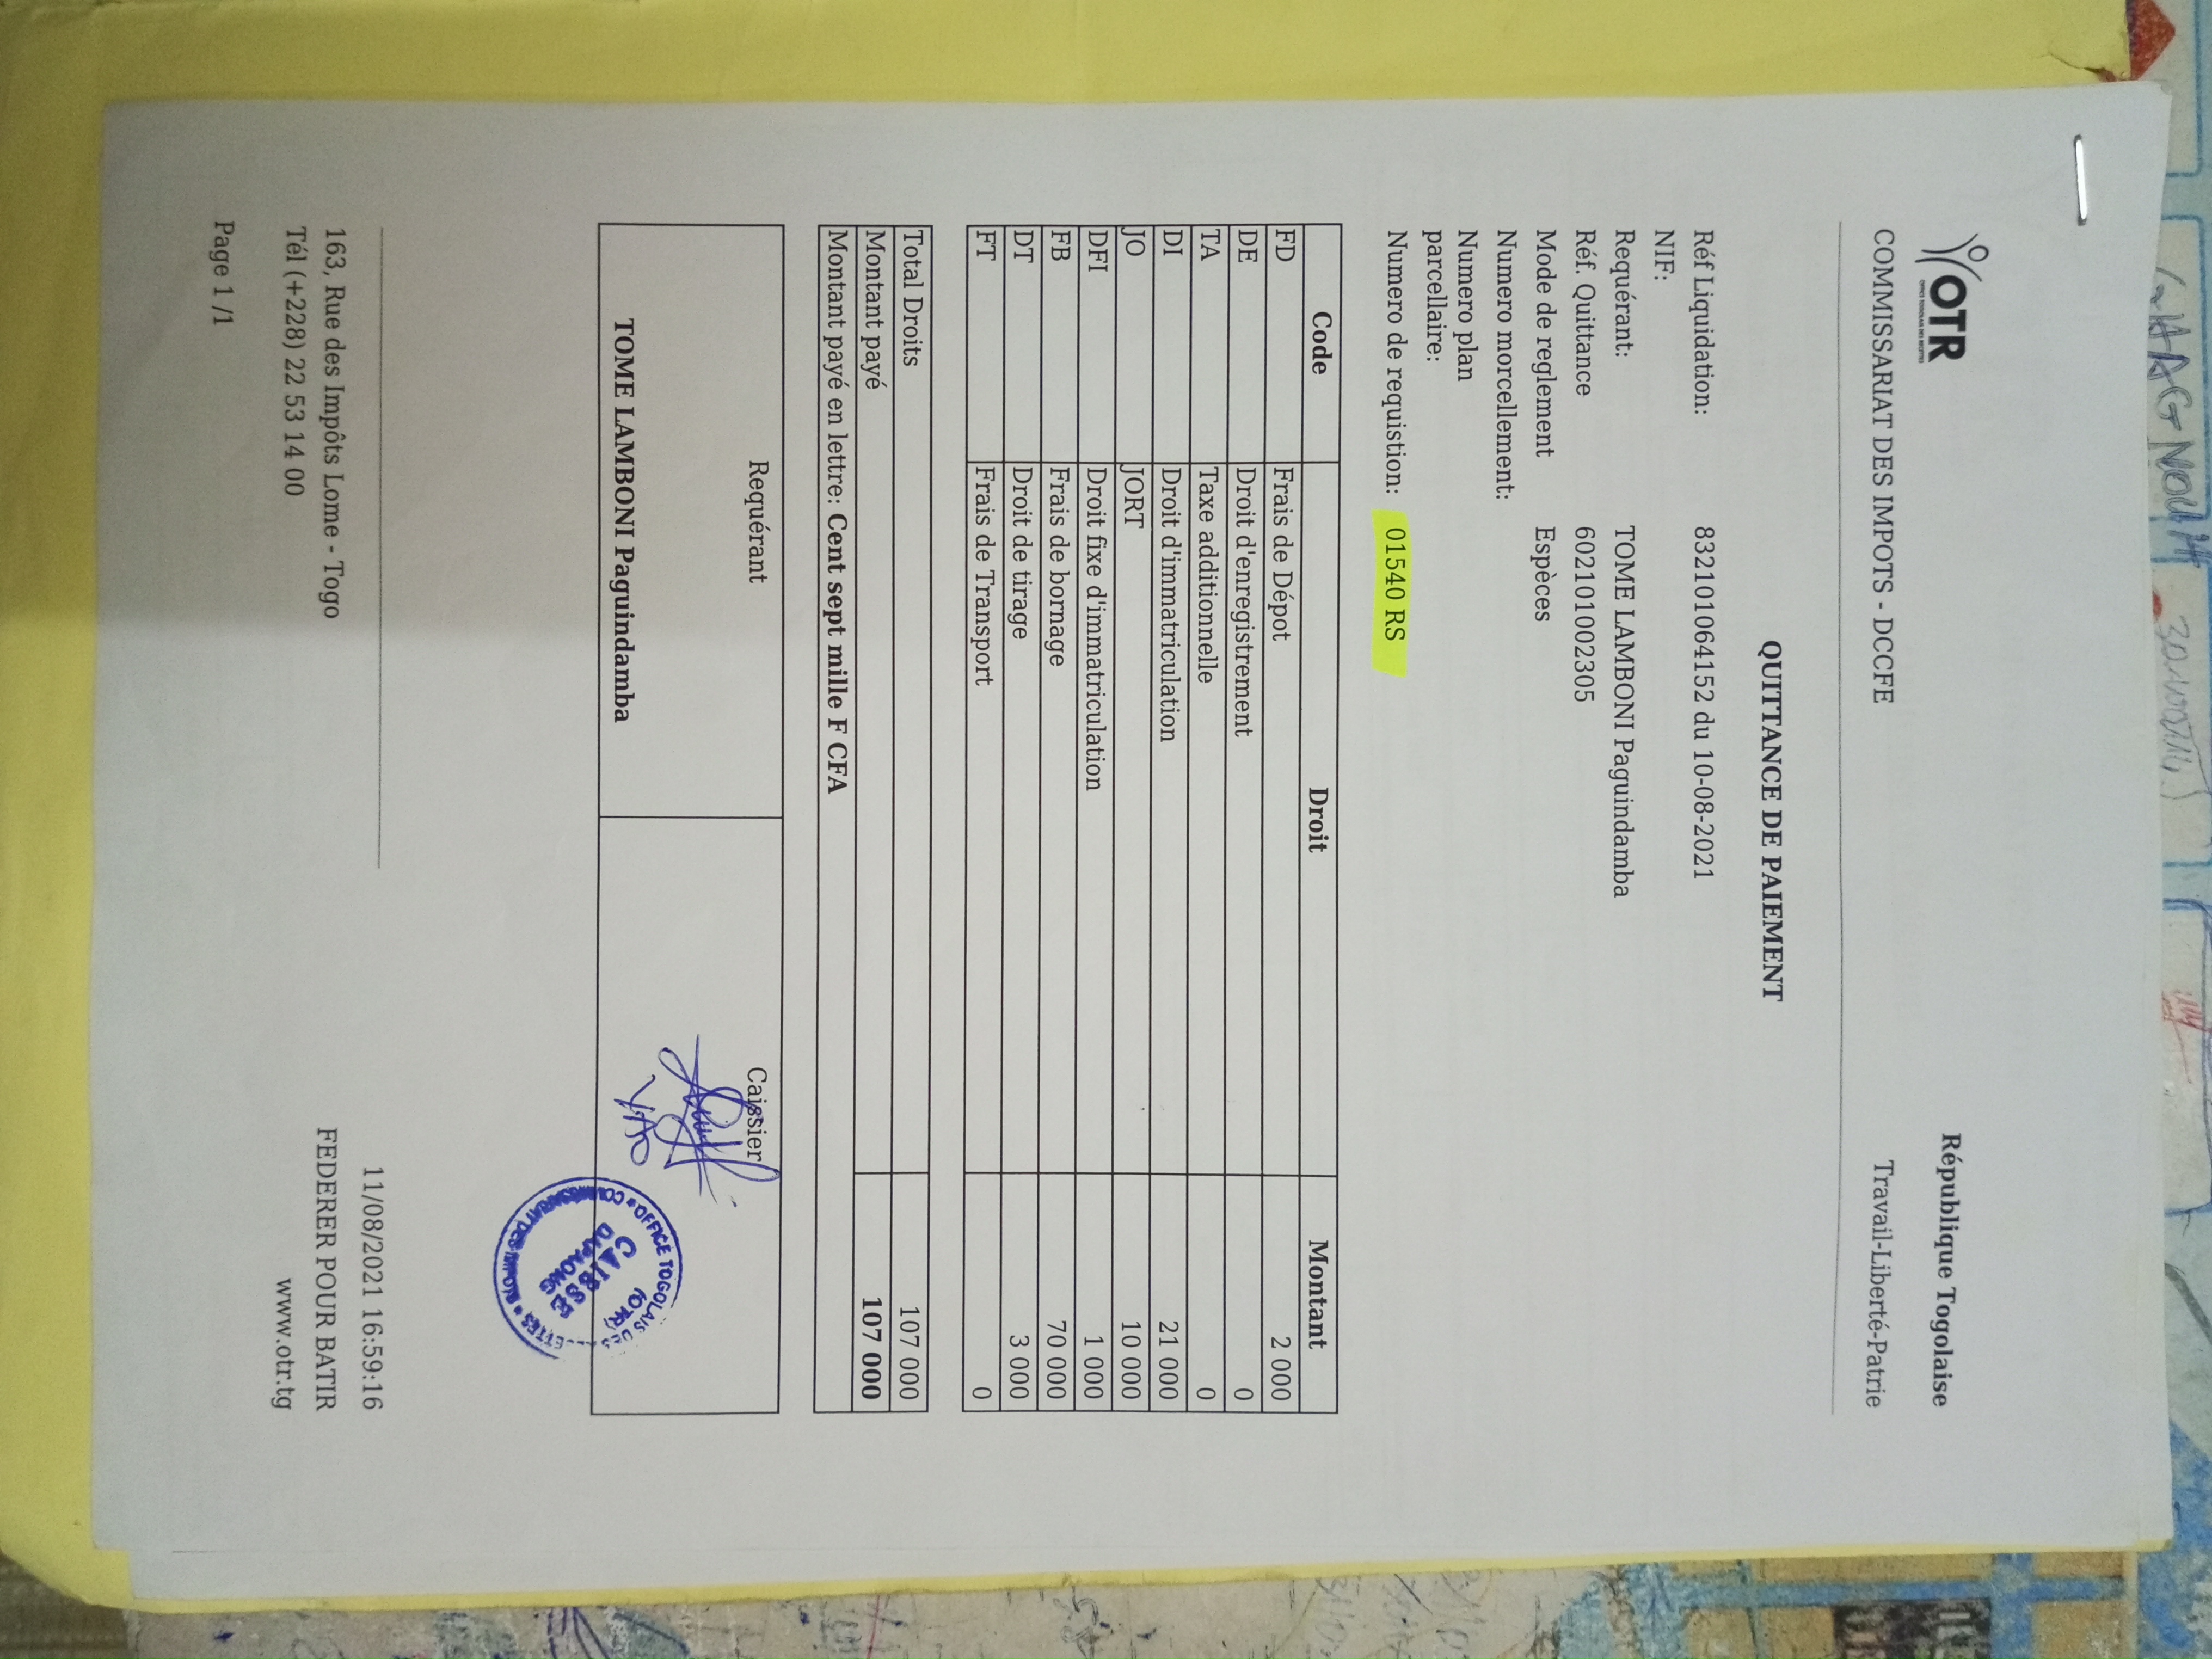 OTR
OFFICE TOGOLAIS DES RECETTES
République Togolaise
COMMISSARIAT DES IMPOTS - DCCFE
Travail-Liberté-Patrie
QUITTANCE DE PAIEMENT
Réf Liquidation: 832101064152 du 10-08-2021
NIF:
Requérant: TOME LAMBONI Paguindamba
Réf. Quittance 602101002305
Mode de reglement Espèces
Numero morcellement:
Numero plan
parcellaire:
Numero de requistion: 01540 RS
Code Droit Montant
FD Frais de Dépot 2 000
DE Droit d'enregistrement 0
TA Taxe additionnelle 0
DI Droit d'immatriculation 21 000
JO JORT 10 000
DFI Droit fixe d'immatriculation 1 000
FB Frais de bornage 70 000
DT Droit de tirage 3 000
FT Frais de Transport 0
Total Droits 107 000
Montant payé 107 000
Montant payé en lettre: Cent sept mille F CFA
Requérant Caissier
TOME LAMBONI Paguindamba
OFFICE TOGOLAIS DES
OTR
CAISSE
DAPAONG
11/08/2021 16:59:16
163, Rue des Impôts Lome - Togo FEDERER POUR BATIR
Tél (+228) 22 53 14 00 www.otr.tg
Page 1 /1